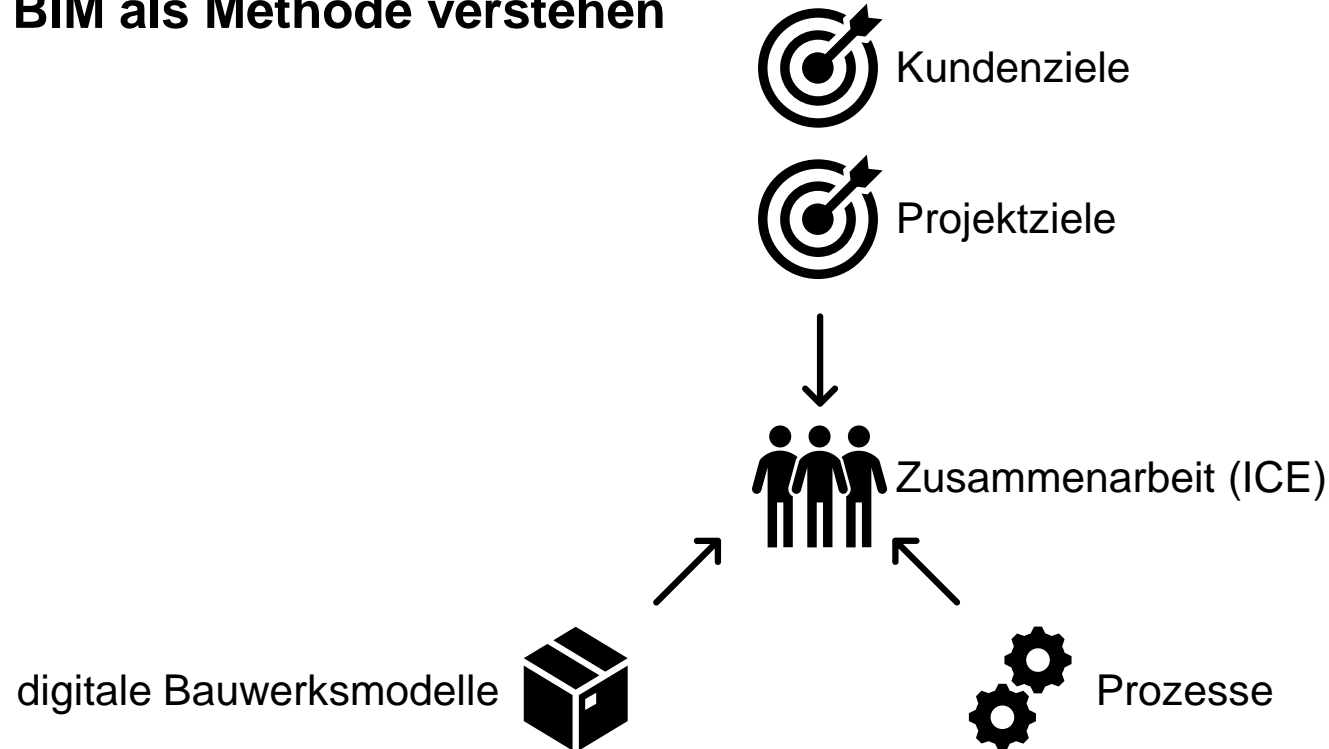 BIM als Methode verstehen
Kundenziele
Projektziele
Zusammenarbeit (ICE)
digitale Bauwerksmodelle
Prozesse